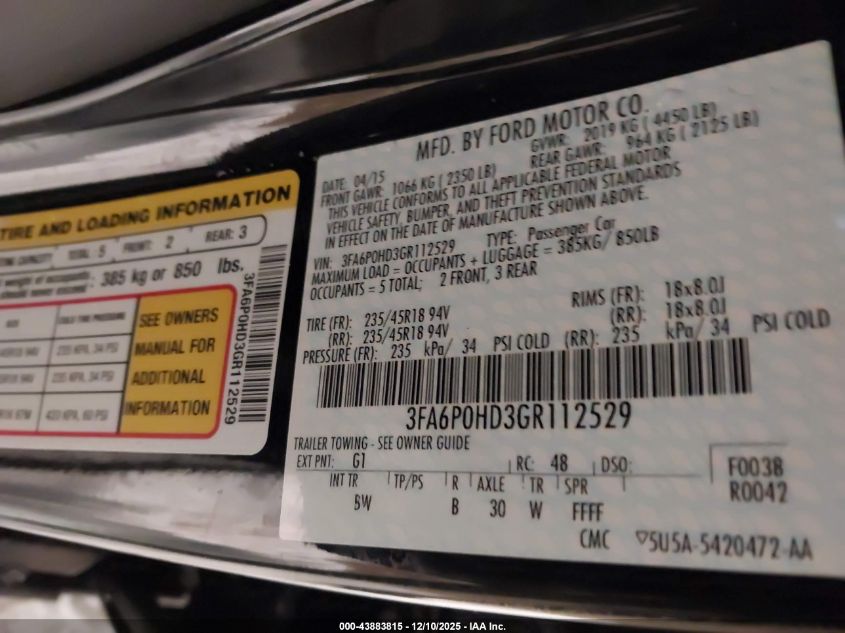 TIRE AND LOADING INFORMATION
TOTAL: 5 FRONT: 2 REAR: 3
385 kg or 850 lbs.
SEE OWNERS
MANUAL FOR
ADDITIONAL
INFORMATION
3FA6P0HD3GR112529
MFD. BY FORD MOTOR CO.
DATE: 04/15 GVWR: 2019 KG ( 4450 LB)
FRONT GAWR: 1066 KG ( 2350 LB) REAR GAWR: 964 KG ( 2125 LB)
THIS VEHICLE CONFORMS TO ALL APPLICABLE FEDERAL MOTOR
VEHICLE SAFETY, BUMPER, AND THEFT PREVENTION STANDARDS
IN EFFECT ON THE DATE OF MANUFACTURE SHOWN ABOVE.
VIN: 3FA6P0HD3GR112529 TYPE: Passenger Car
MAXIMUM LOAD = OCCUPANTS + LUGGAGE = 385KG/ 850LB
OCCUPANTS = 5 TOTAL; 2 FRONT, 3 REAR
TIRE (FR): 235/45R18 94V RIMS (FR): 18x8.0J
(RR): 235/45R18 94V (RR): 18x8.0J
PRESSURE (FR): 235 kPa/ 34 PSI COLD (RR): 235 kPa/ 34 PSI COLD
3FA6P0HD3GR112529
TRAILER TOWING - SEE OWNER GUIDE
EXT PNT: G1 RC: 48 DSO: F0038
R0042
INT TR TP/PS R AXLE TR SPR
B 30 W FFFF
CMC 5U5A-5420472-AA
000-43883815 - 12/10/2025 - IAA Inc.